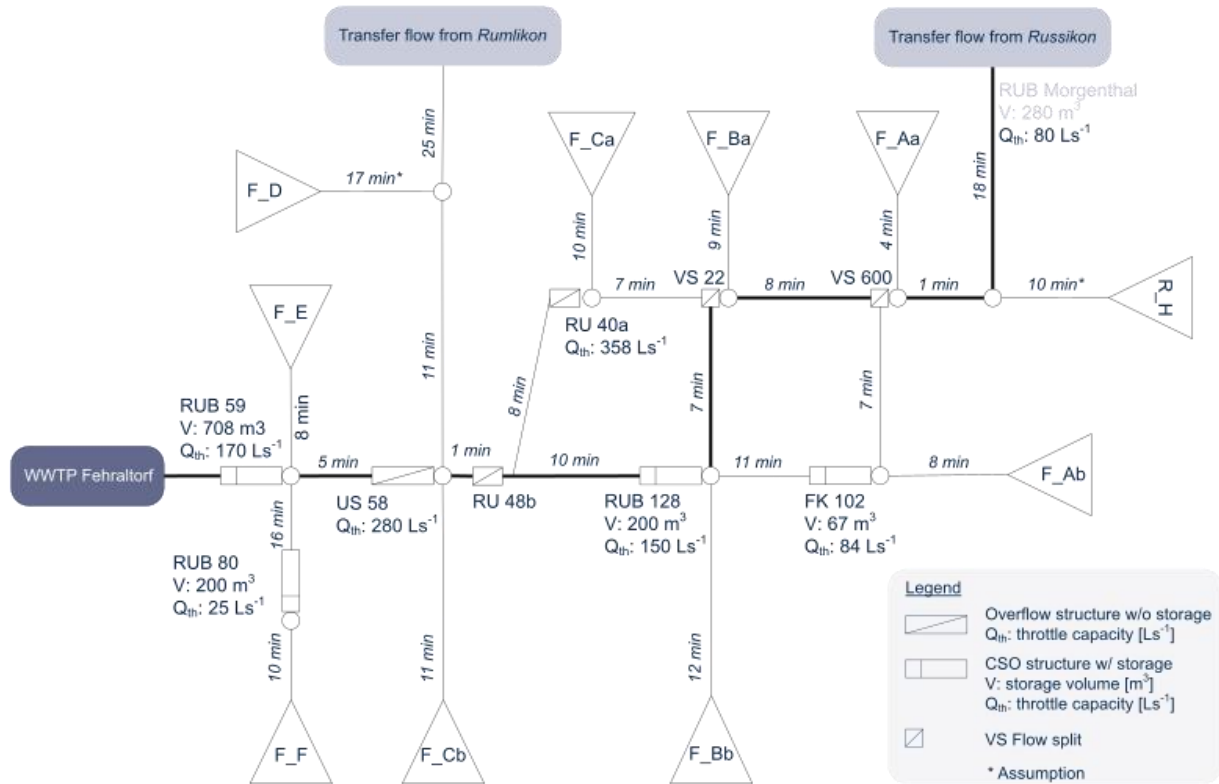 Transfer flow from Rumlikon
Transfer flow from Russikon
RUB Morgenthal
V: 280 m³
Qth: 80 Ls⁻¹
25 min
18 min
F_Ca
F_Ba
F_Aa
F_D
17 min*
10 min
9 min
4 min
VS 22
VS 600
7 min
8 min
1 min
10 min*
R_H
RU 40a
Qth: 358 Ls⁻¹
F_E
11 min
8 min
7 min
7 min
8 min
RUB 59
V: 708 m3
Qth: 170 Ls⁻¹
WWTP Fehraltorf
5 min
1 min
10 min
11 min
8 min
F_Ab
US 58
Qth: 280 Ls⁻¹
RU 48b
RUB 128
V: 200 m³
Qth: 150 Ls⁻¹
FK 102
V: 67 m³
Qth: 84 Ls⁻¹
16 min
RUB 80
V: 200 m³
Qth: 25 Ls⁻¹
10 min
11 min
12 min
F_F
F_Cb
F_Bb
Legend
Overflow structure w/o storage
Qth: throttle capacity [Ls⁻¹]
CSO structure w/ storage
V: storage volume [m³]
Qth: throttle capacity [Ls⁻¹]
VS Flow split
* Assumption